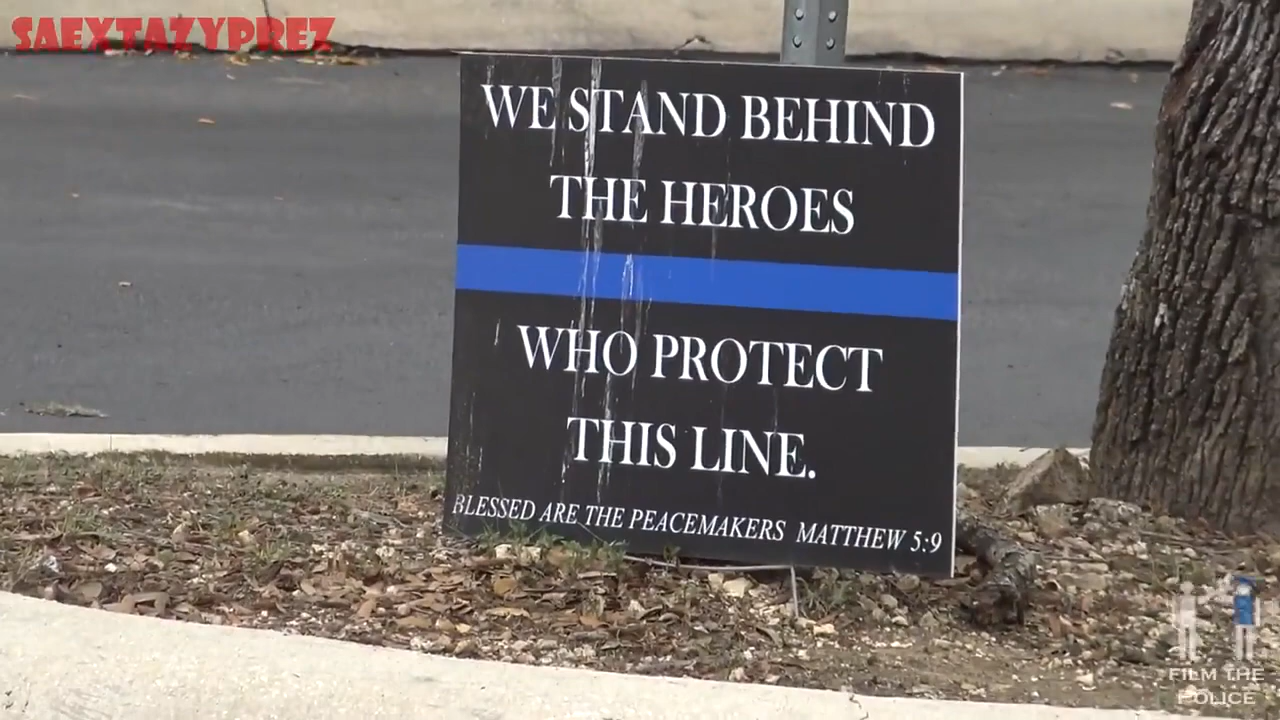 SAEXTAZYPREZ
WE STAND BEHIND
THE HEROES
WHO PROTECT
THIS LINE.
BLESSED ARE THE PEACEMAKERS MATTHEW 5:9
FILM THE
POLICE